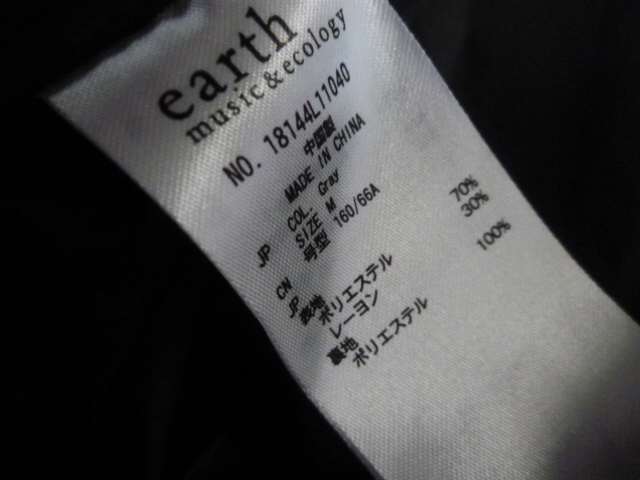 earth
music & ecology
NO. 18144L11040
中国製
MADE IN CHINA
COL. Gray
JP SIZE M
CN 号型 160/66A
JP 表地
ポリエステル 70%
レーヨン 30%
裏地
ポリエステル 100%